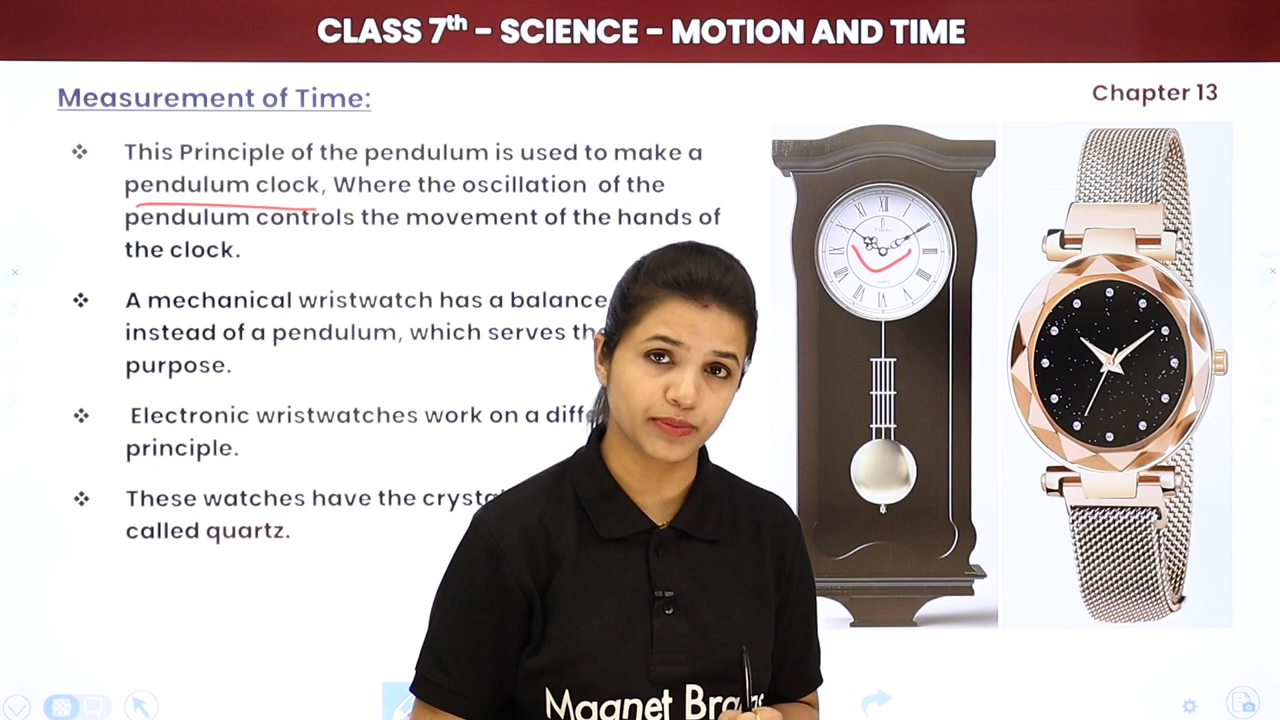 CLASS 7th - SCIENCE - MOTION AND TIME
Measurement of Time:
Chapter 13
❖ This Principle of the pendulum is used to make a
pendulum clock, Where the oscillation of the
pendulum controls the movement of the hands of
the clock.
❖ A mechanical wristwatch has a balance
instead of a pendulum, which serves
purpose.
❖ Electronic wristwatches work on a
principle.
❖ These watches have the
called quartz.
XII
Magnet